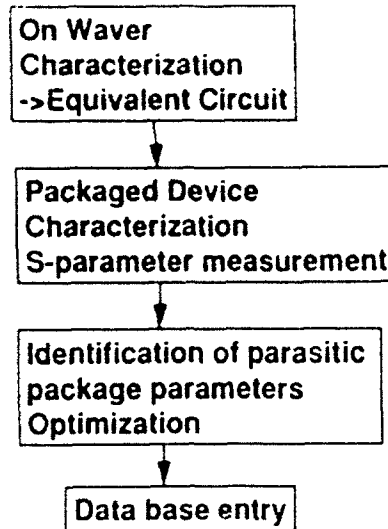 On Waver
Characterization
->Equivalent Circuit
Packaged Device
Characterization
S-parameter measurement
Identification of parasitic
package parameters
Optimization
Data base entry